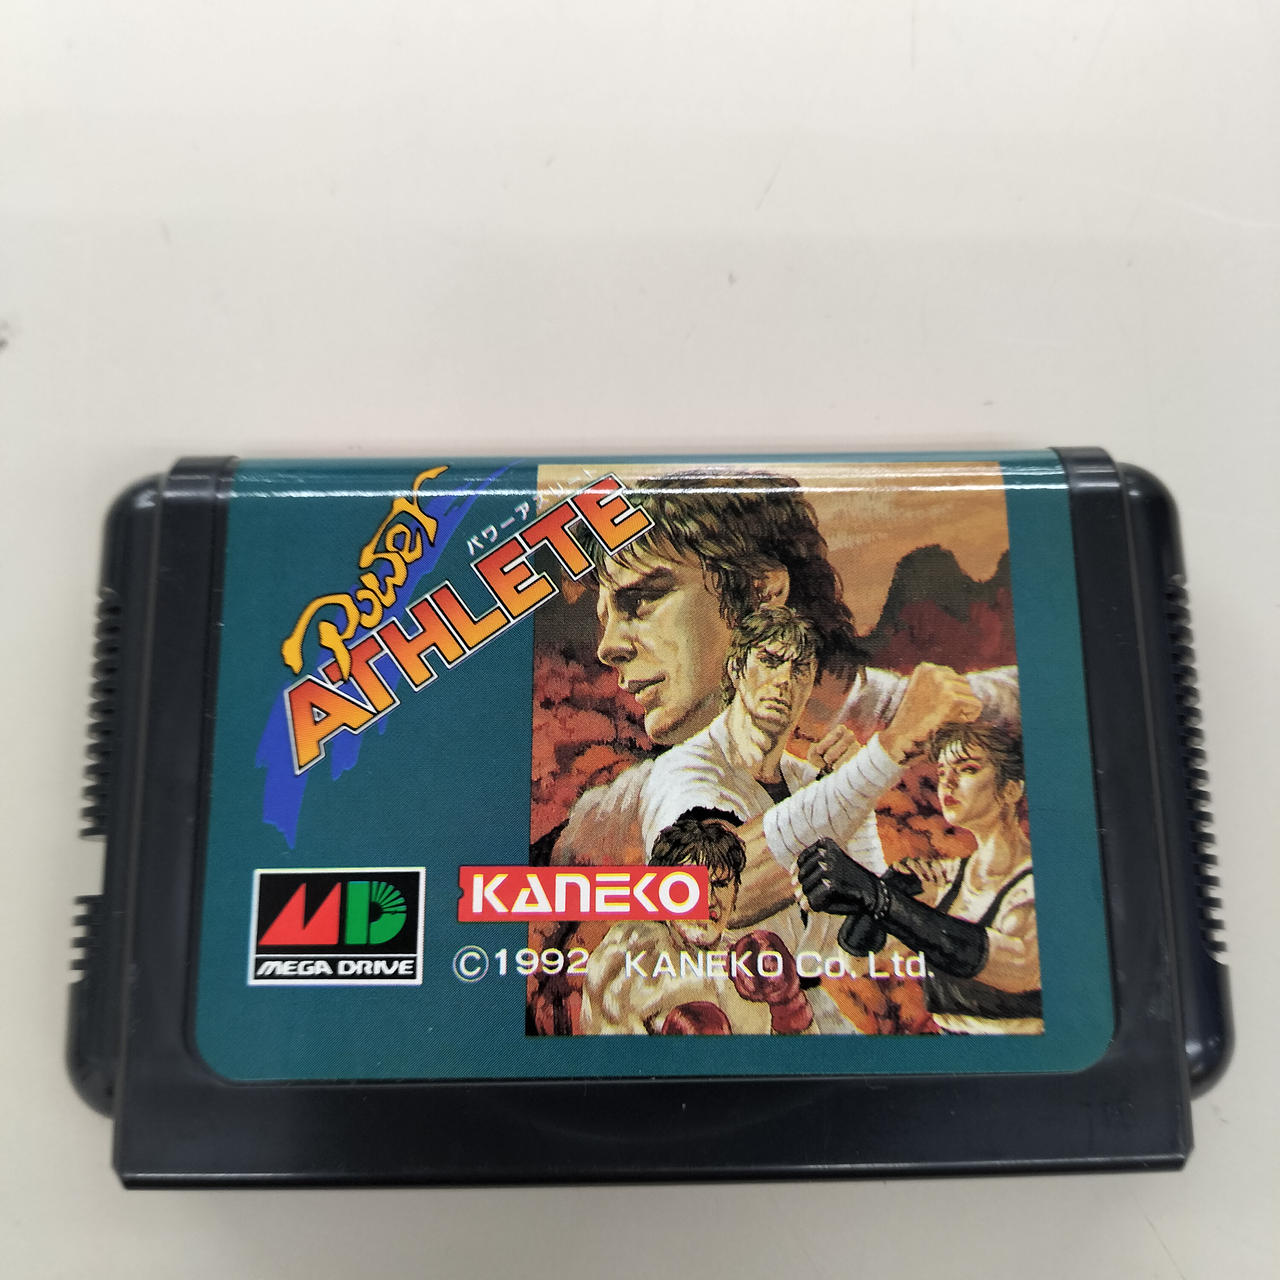 POWER
パワーアスリート
ATHLETE
MD
MEGA DRIVE
KANEKO
©1992 KANEKO Co. Ltd.